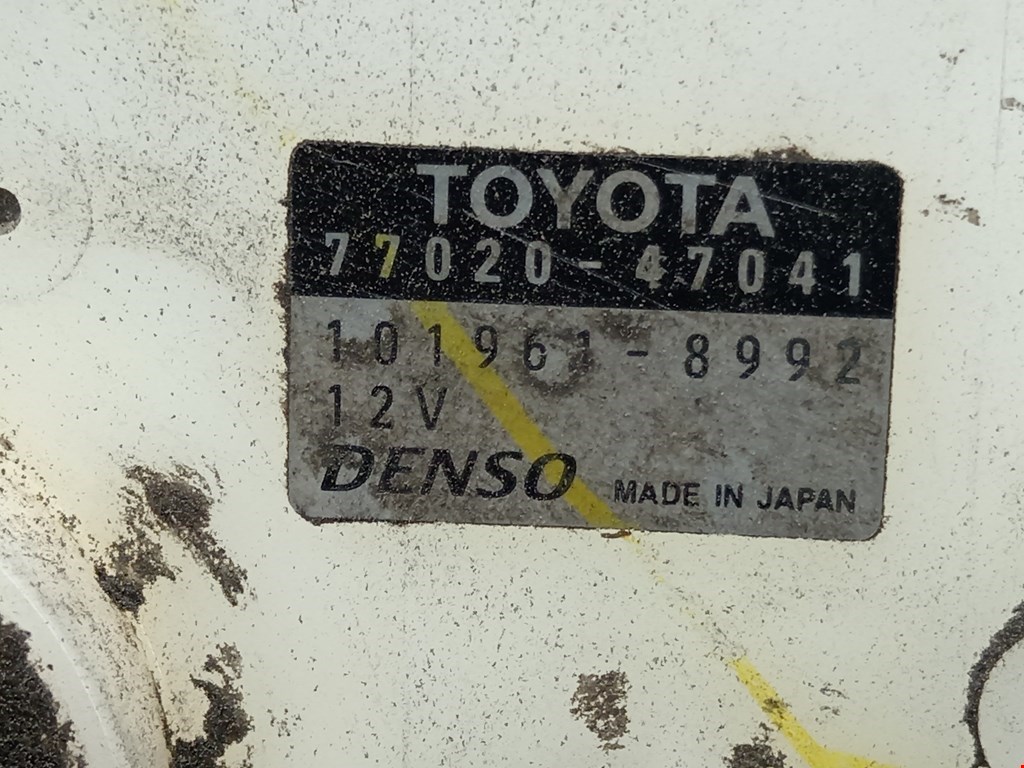 TOYOTA
77020-47041
101961-8992
12V
DENSO MADE IN JAPAN